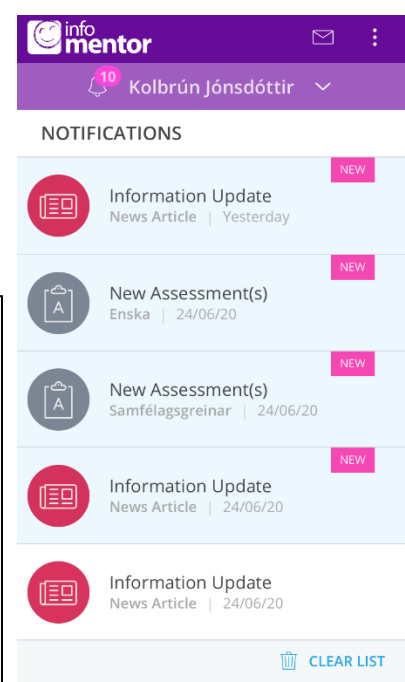 info
mentor
10
Kolbrún Jónsdóttir
NOTIFICATIONS
NEW
Information Update
News Article | Yesterday
NEW
New Assessment(s)
A
Enska | 24/06/20
NEW
New Assessment(s)
A
Samfélagsgreinar | 24/06/20
NEW
Information Update
News Article | 24/06/20
Information Update
News Article | 24/06/20
CLEAR LIST